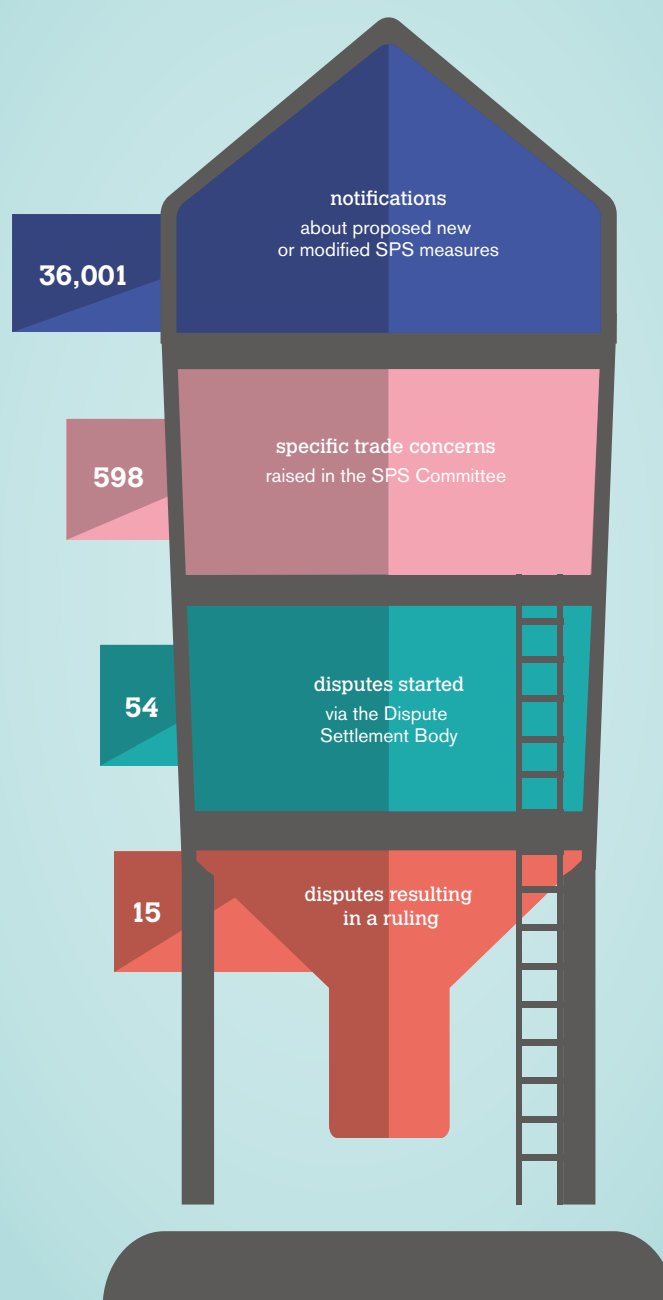 notifications
about proposed new
or modified SPS measures
36,001
specific trade concerns
raised in the SPS Committee
598
disputes started
via the Dispute
Settlement Body
54
disputes resulting
in a ruling
15